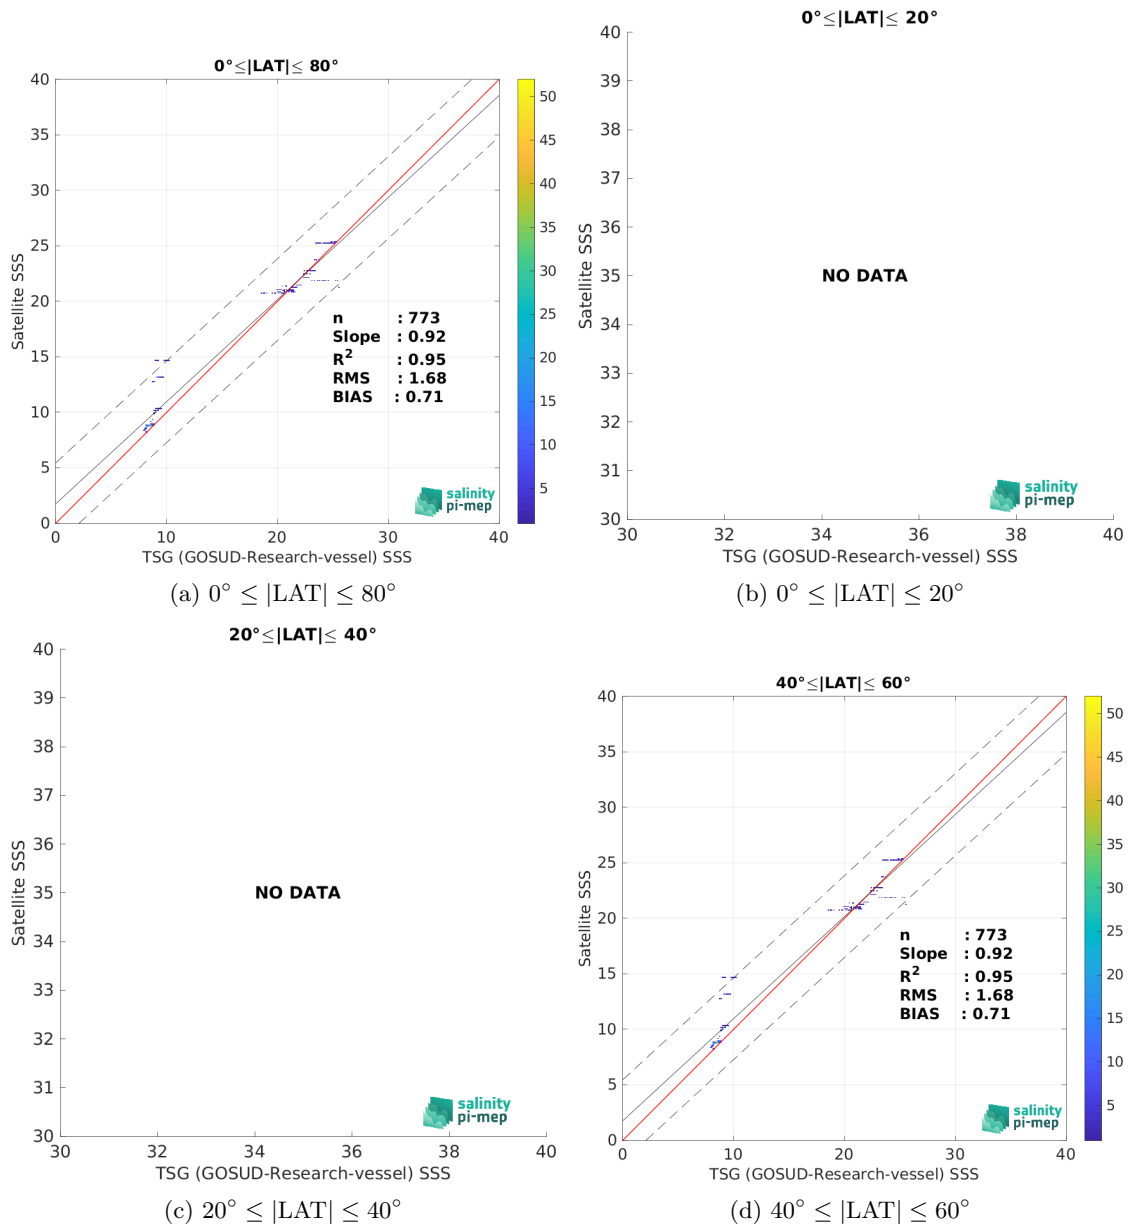 0°≤|LAT|≤ 80°
40
35
30
25
20
15
10
5
0
0
10
20
30
40
Satellite SSS
TSG (GOSUD-Research-vessel) SSS
n : 773
Slope : 0.92
R² : 0.95
RMS : 1.68
BIAS : 0.71
salinity
pi-mep
50
45
40
35
30
25
20
15
10
5
(a) 0° ≤ |LAT| ≤ 80°
0°≤|LAT|≤ 20°
40
39
38
37
36
35
34
33
32
31
30
30
32
34
36
38
40
Satellite SSS
TSG (GOSUD-Research-vessel) SSS
NO DATA
salinity
pi-mep
(b) 0° ≤ |LAT| ≤ 20°
20°≤|LAT|≤ 40°
40
39
38
37
36
35
34
33
32
31
30
30
32
34
36
38
40
Satellite SSS
TSG (GOSUD-Research-vessel) SSS
NO DATA
salinity
pi-mep
(c) 20° ≤ |LAT| ≤ 40°
40°≤|LAT|≤ 60°
40
35
30
25
20
15
10
5
0
0
10
20
30
40
Satellite SSS
TSG (GOSUD-Research-vessel) SSS
n : 773
Slope : 0.92
R² : 0.95
RMS : 1.68
BIAS : 0.71
salinity
pi-mep
50
45
40
35
30
25
20
15
10
5
(d) 40° ≤ |LAT| ≤ 60°